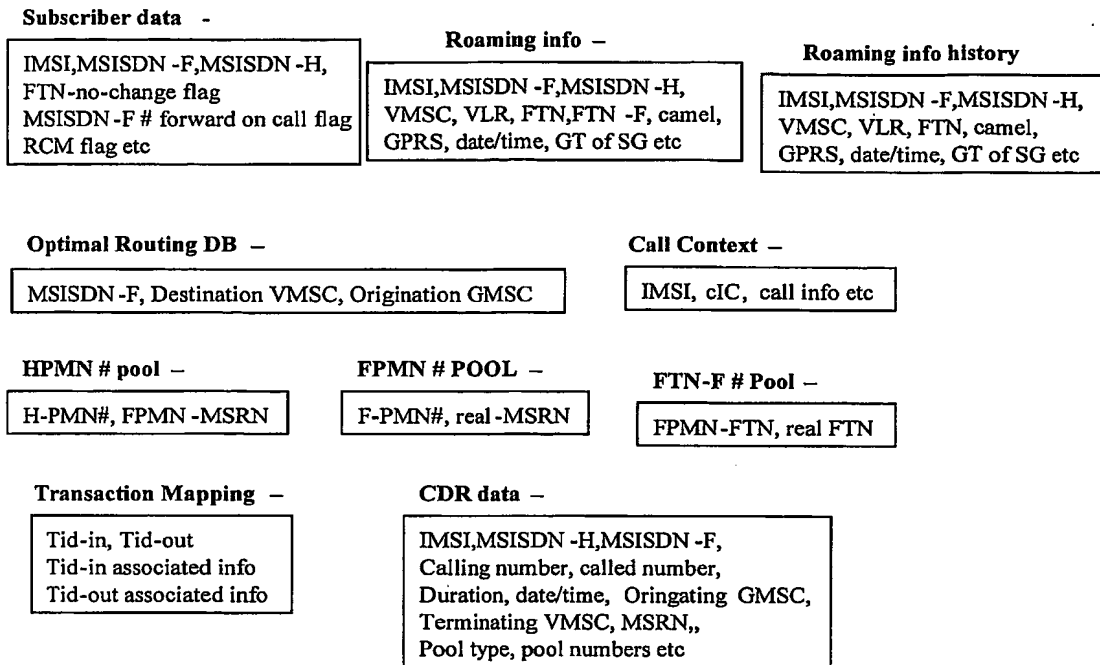 Subscriber data -
IMSI,MSISDN -F,MSISDN -H,
FTN-no-change flag
MSISDN-F # forward on call flag
RCM flag etc
Roaming info –
IMSI,MSISDN -F,MSISDN -H,
VMSC, VLR, FTN,FTN -F, camel,
GPRS, date/time, GT of SG etc
Roaming info history
IMSI,MSISDN -F,MSISDN -H,
VMSC, VLR, FTN, camel,
GPRS, date/time, GT of SG etc
Optimal Routing DB –
MSISDN -F, Destination VMSC, Origination GMSC
Call Context –
IMSI, cIC, call info etc
HPMN # pool –
H-PMN#, FPMN -MSRN
FPMN # POOL –
F-PMN#, real -MSRN
FTN-F # Pool –
FPMN-FTN, real FTN
Transaction Mapping –
Tid-in, Tid-out
Tid-in associated info
Tid-out associated info
CDR data –
IMSI,MSISDN -H,MSISDN -F,
Calling number, called number,
Duration, date/time, Oringating GMSC,
Terminating VMSC, MSRN,,
Pool type, pool numbers etc